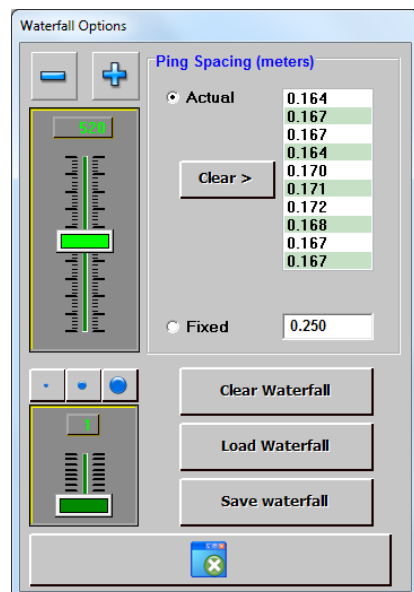 Waterfall Options
Ping Spacing (meters)
520
Actual
0.164
0.167
0.167
0.164
Clear >
0.170
0.171
0.172
0.168
0.167
0.167
Fixed
0.250
1
Clear Waterfall
Load Waterfall
Save waterfall